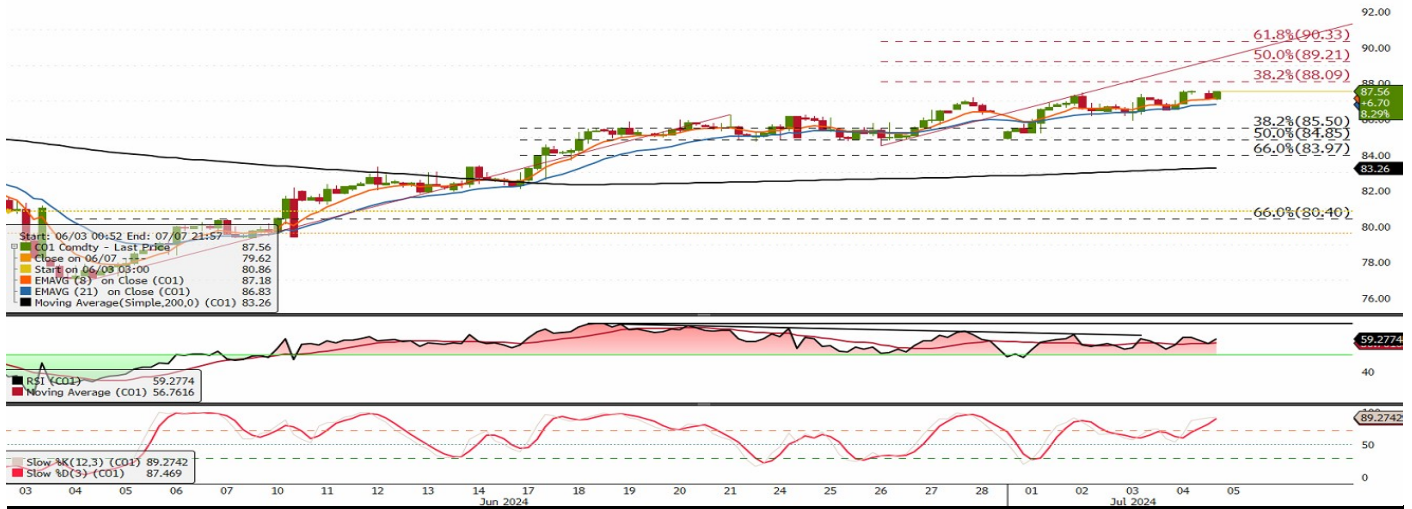 92.00
61.8%(90.33)
90.00
50.0%(89.21)
88.00
38.2%(88.09)
87.56
86.70
8.29%
38.2%(85.50)
50.0%(84.85)
84.00
66.0%(83.97)
83.26
82.00
66.0%(80.40)
80.00
78.00
76.00
Start: 06/03 00:52 End: 07/07 21:57
CO1 Comdty - Last Price 87.56
Close on 06/07 ---- 79.62
Start on 06/03 03:00 80.86
EMAVG (8) on Close (CO1) 87.18
EMAVG (21) on Close (CO1) 86.83
Moving Average(Simple,200,0) (CO1) 83.26
59.2774
40
RSI (CO1) 59.2774
Moving Average (CO1) 56.7616
100
89.2742
50
0
Slow %K(12,3) (CO1) 89.2742
Slow %D(3) (CO1) 87.469
03 04 05 06 07 10 11 12 13 14 17 18 19 20 21 24 25 26 27 28 01 02 03 04 05
Jun 2024 Jul 2024